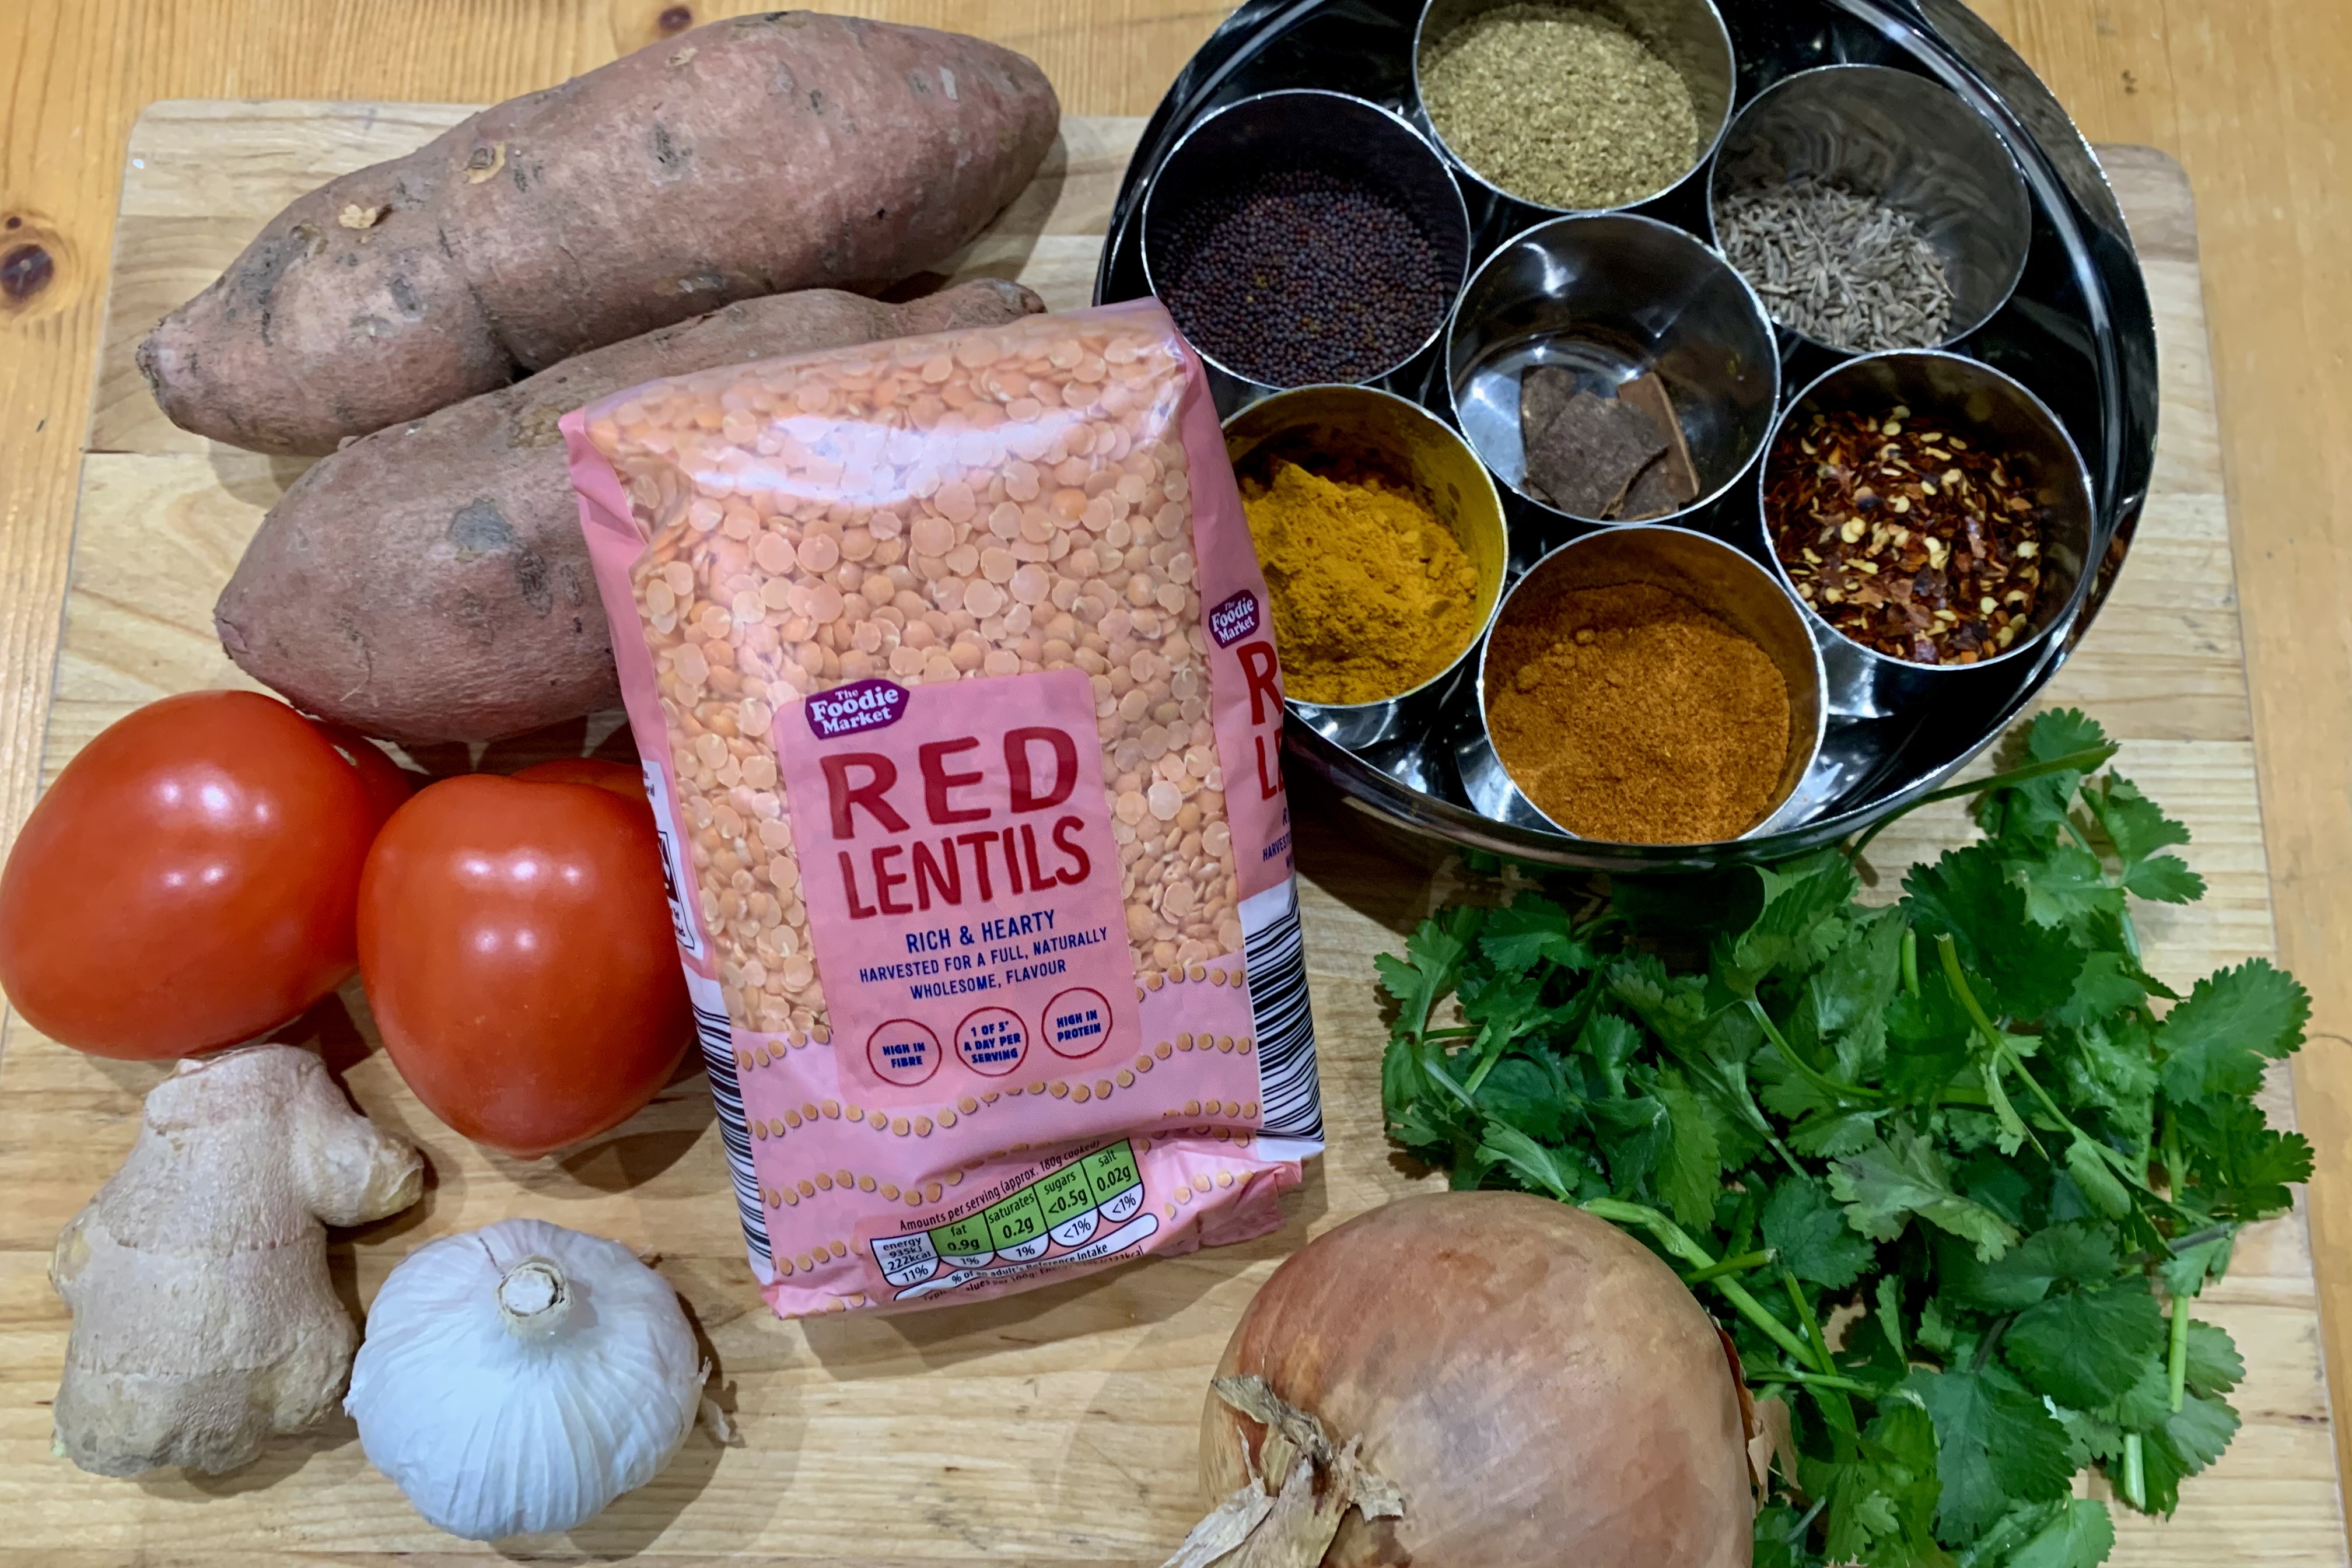 The
Foodie
Market
RED
LENTILS
RICH & HEARTY
HARVESTED FOR A FULL, NATURALLY
WHOLESOME, FLAVOUR
HIGH IN
FIBRE
1 OF 5*
A DAY PER
SERVING
HIGH IN
PROTEIN
Amounts per serving (approx. 180g cooked)
energy
935kJ
222kcal
11%
fat
0.9g
1%
saturates
0.2g
1%
sugars
<0.5g
<1%
salt
0.02g
<1%
% of an adult's Reference Intake
The
Foodie
Market